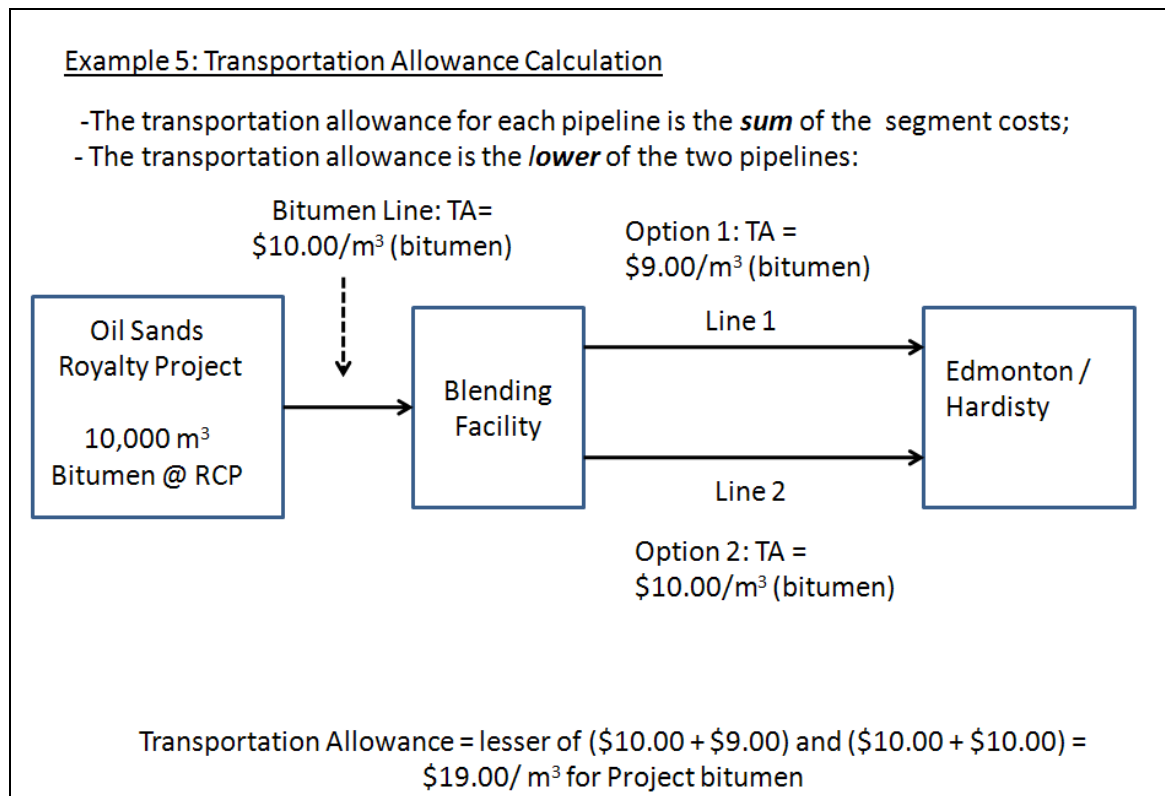 Example 5: Transportation Allowance Calculation
-The transportation allowance for each pipeline is the sum of the segment costs;
- The transportation allowance is the lower of the two pipelines:
Bitumen Line: TA=
$10.00/m³ (bitumen)
Option 1: TA =
$9.00/m³ (bitumen)
Line 1
Oil Sands
Royalty Project
10,000 m³
Bitumen @ RCP
Blending
Facility
Edmonton /
Hardisty
Line 2
Option 2: TA =
$10.00/m³ (bitumen)
Transportation Allowance = lesser of ($10.00 + $9.00) and ($10.00 + $10.00) =
$19.00/ m³ for Project bitumen